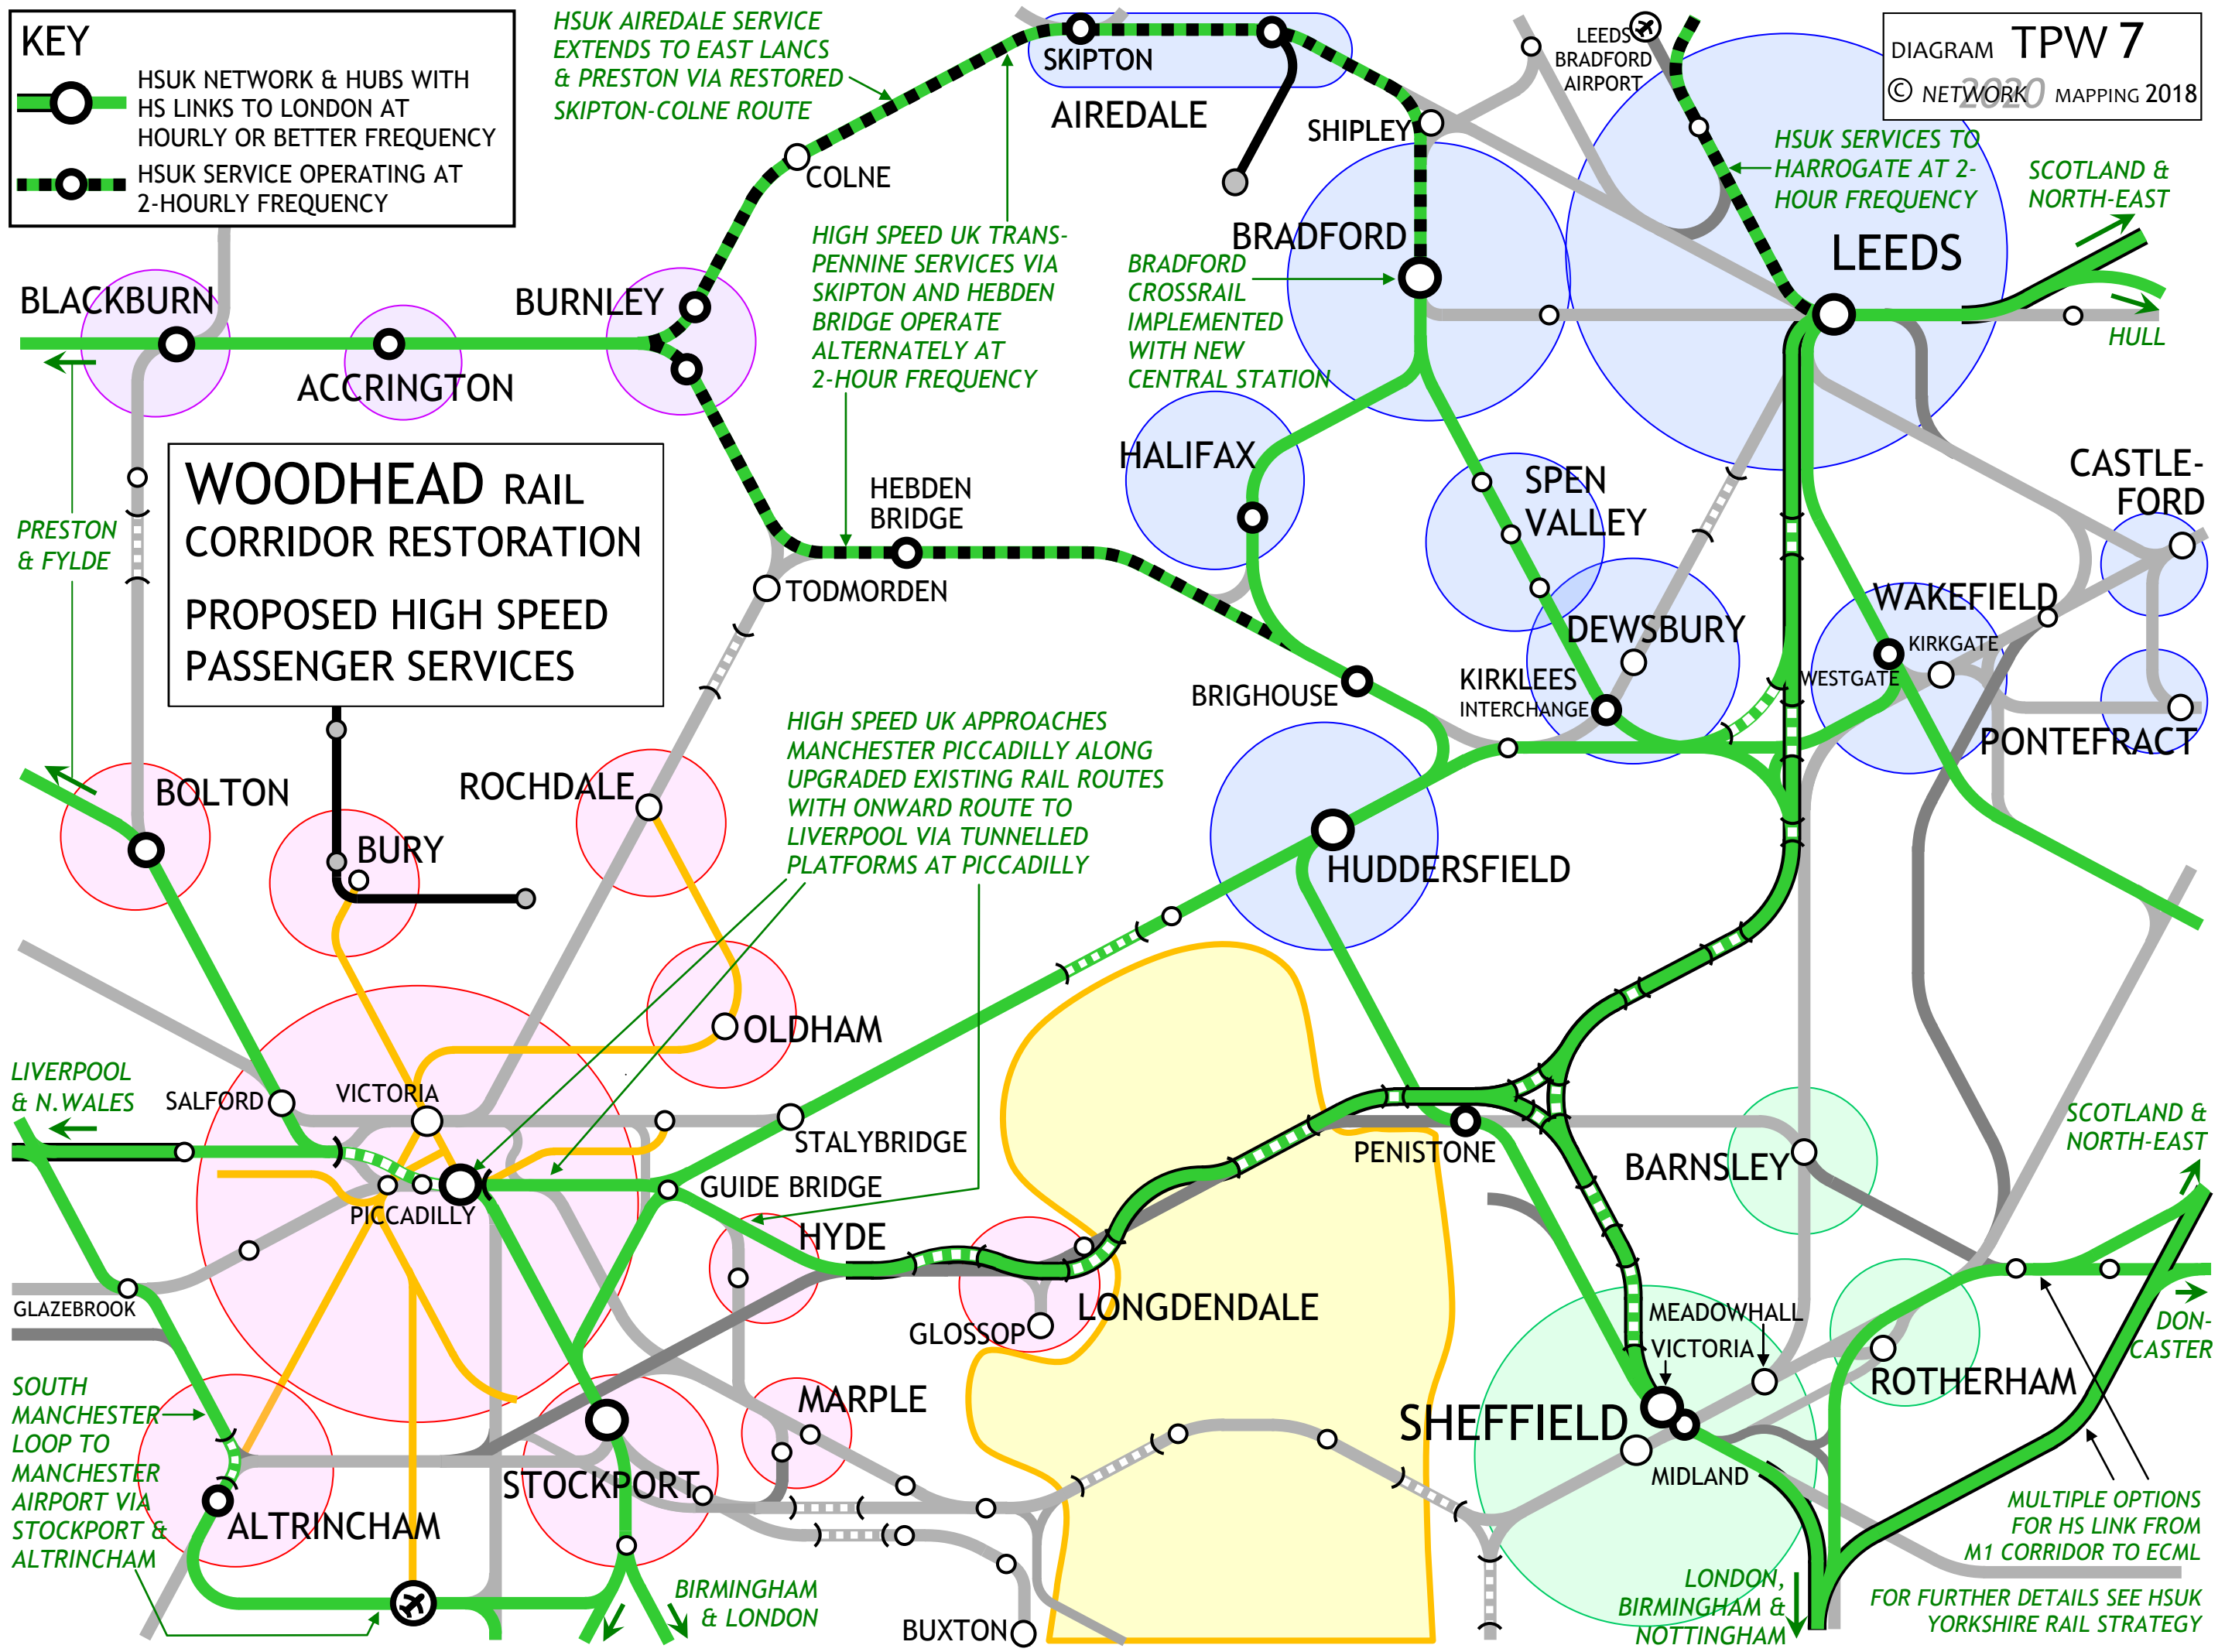 KEY
HSUK NETWORK & HUBS WITH
HS LINKS TO LONDON AT
HOURLY OR BETTER FREQUENCY
HSUK SERVICE OPERATING AT
2-HOURLY FREQUENCY
HSUK AIREDALE SERVICE
EXTENDS TO EAST LANCS
& PRESTON VIA RESTORED
SKIPTON-COLNE ROUTE
SKIPTON
AIREDALE
SHIPLEY
LEEDS
BRADFORD
AIRPORT
DIAGRAM TPW 7
© NETWORK 2020 MAPPING 2018
HSUK SERVICES TO
HARROGATE AT 2-
HOUR FREQUENCY
SCOTLAND &
NORTH-EAST
COLNE
HIGH SPEED UK TRANS-
PENNINE SERVICES VIA
SKIPTON AND HEBDEN
BRIDGE OPERATE
ALTERNATELY AT
2-HOUR FREQUENCY
BRADFORD
BRADFORD
CROSSRAIL
IMPLEMENTED
WITH NEW
CENTRAL STATION
LEEDS
HULL
BLACKBURN
BURNLEY
ACCRINGTON
HALIFAX
WOODHEAD RAIL
CORRIDOR RESTORATION
PROPOSED HIGH SPEED
PASSENGER SERVICES
PRESTON
& FYLDE
HEBDEN
BRIDGE
TODMORDEN
SPEN
VALLEY
CASTLE-
FORD
DEWSBURY
WAKEFIELD
KIRKGATE
WESTGATE
KIRKLEES
INTERCHANGE
BRIGHOUSE
PONTEFRACT
HIGH SPEED UK APPROACHES
MANCHESTER PICCADILLY ALONG
UPGRADED EXISTING RAIL ROUTES
WITH ONWARD ROUTE TO
LIVERPOOL VIA TUNNELLED
PLATFORMS AT PICCADILLY
BOLTON
ROCHDALE
BURY
HUDDERSFIELD
OLDHAM
LIVERPOOL
& N.WALES
SALFORD
VICTORIA
STALYBRIDGE
GUIDE BRIDGE
PICCADILLY
PENISTONE
BARNSLEY
SCOTLAND &
NORTH-EAST
HYDE
GLAZEBROOK
GLOSSOP
LONGDENDALE
MEADOWHALL
VICTORIA
DON-
CASTER
ROTHERHAM
SOUTH
MANCHESTER
LOOP TO
MANCHESTER
AIRPORT VIA
STOCKPORT &
ALTRINCHAM
MARPLE
STOCKPORT
SHEFFIELD
MIDLAND
ALTRINCHAM
MULTIPLE OPTIONS
FOR HS LINK FROM
M1 CORRIDOR TO ECML
BIRMINGHAM
& LONDON
BUXTON
LONDON,
BIRMINGHAM &
NOTTINGHAM
FOR FURTHER DETAILS SEE HSUK
YORKSHIRE RAIL STRATEGY